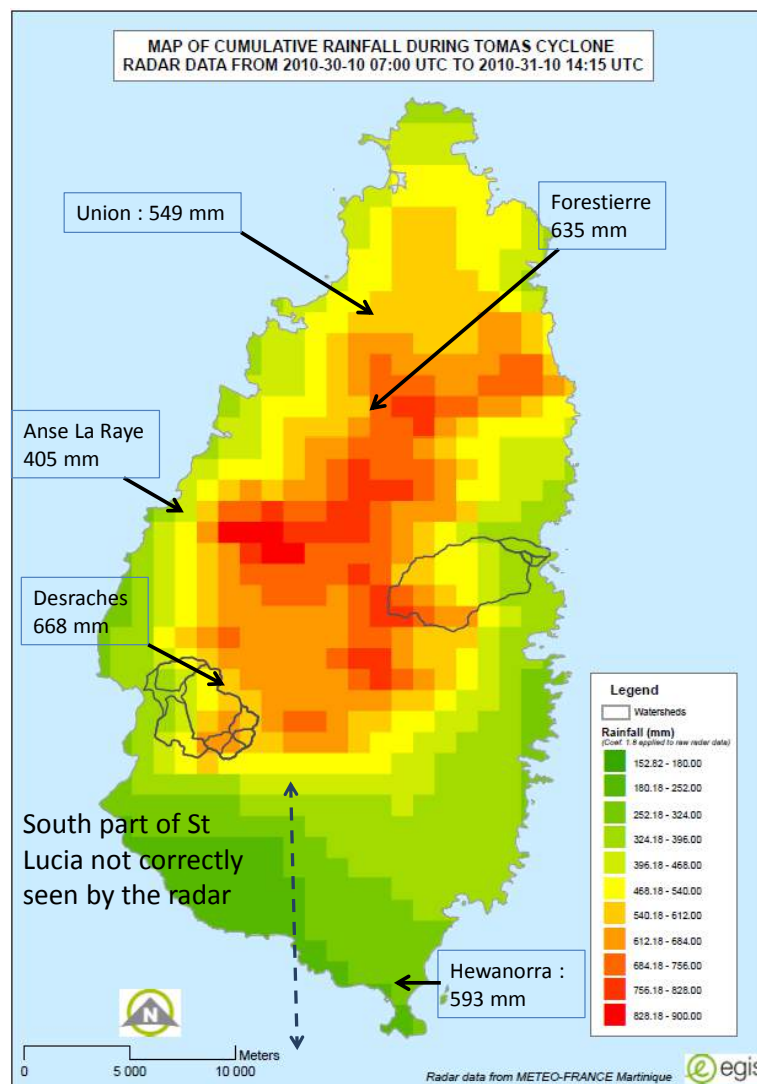 MAP OF CUMULATIVE RAINFALL DURING TOMAS CYCLONE
RADAR DATA FROM 2010-30-10 07:00 UTC TO 2010-31-10 14:15 UTC
Union : 549 mm
Forestierre
635 mm
Anse La Raye
405 mm
Desraches
668 mm
South part of St
Lucia not correctly
seen by the radar
Hewanorra :
593 mm
Legend
Watersheds
Rainfall (mm)
(Coef. 1.8 applied to raw radar data)
152.82 - 180.00
180.18 - 252.00
252.18 - 324.00
324.18 - 396.00
396.18 - 468.00
468.18 - 540.00
540.18 - 612.00
612.18 - 684.00
684.18 - 756.00
756.18 - 828.00
828.18 - 900.00
N
Meters
0 5 000 10 000
Radar data from METEO-FRANCE Martinique
egis